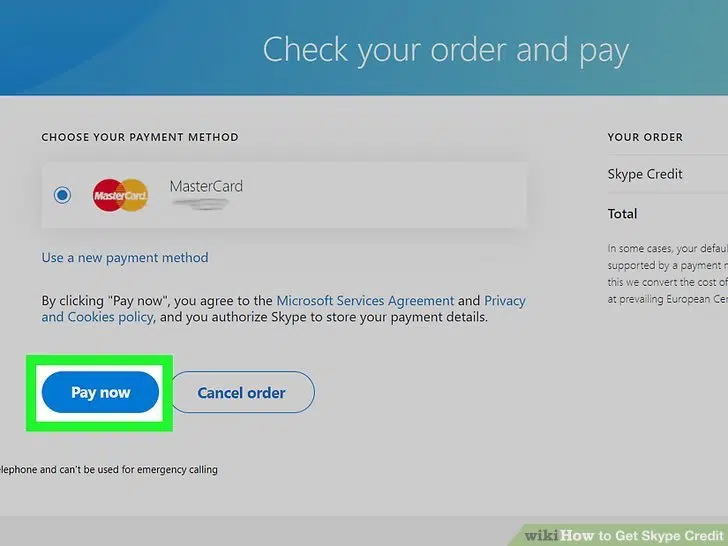 Check your order and pay
CHOOSE YOUR PAYMENT METHOD
MasterCard
MasterCard
Use a new payment method
By clicking "Pay now", you agree to the Microsoft Services Agreement and Privacy
and Cookies policy, and you authorize Skype to store your payment details.
Pay now
Cancel order
elephone and can't be used for emergency calling
YOUR ORDER
Skype Credit
Total
In some cases, your defaul
supported by a payment m
this we convert the cost of
at prevailing European Cen
wikiHow to Get Skype Credit